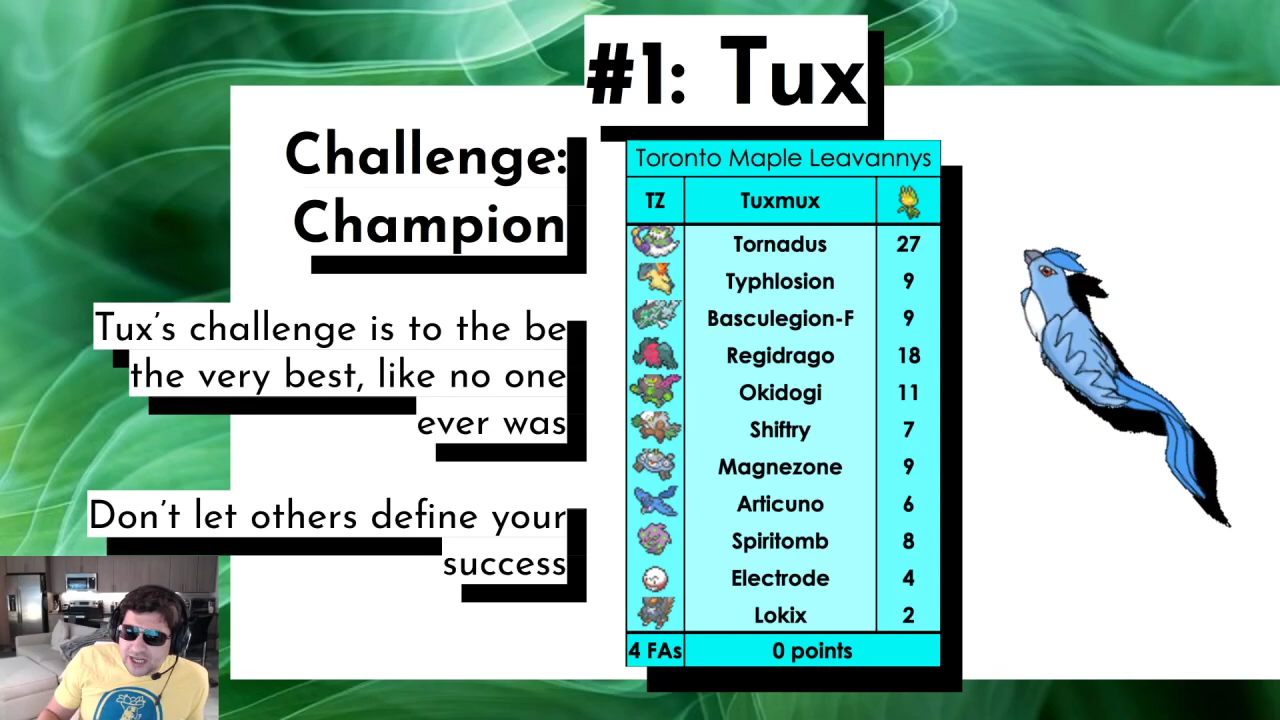 #1: Tux
Challenge:
Champion
Tux's challenge is to the be
the very best, like no one
ever was
Don't let others define your
success
Toronto Maple Leavannys
TZ Tuxmux
Tornadus 27
Typhlosion 9
Basculegion-F 9
Regidrago 18
Okidogi 11
Shiftry 7
Magnezone 9
Articuno 6
Spiritomb 8
Electrode 4
Lokix 2
4 FAs 0 points